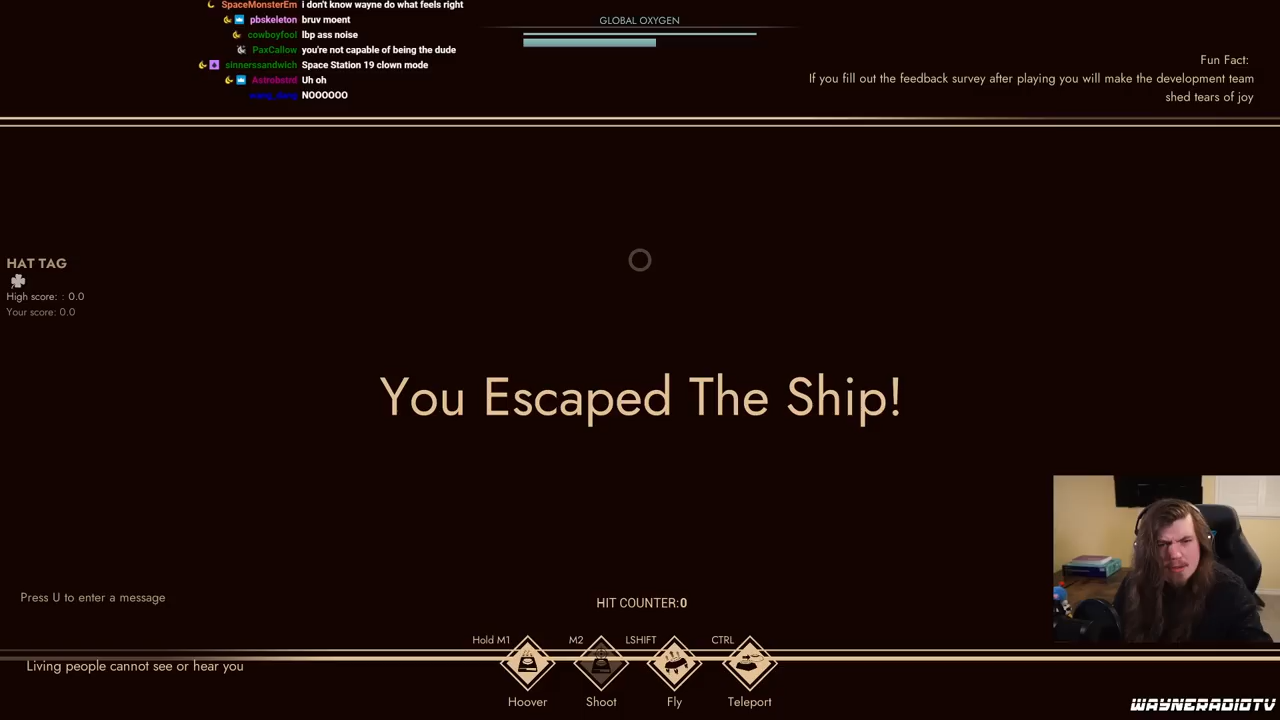 SpaceMonsterEm i don't know wayne do what feels right
pbskeleton bruv moent
cowboyfool lbp ass noise
PaxCallow you're not capable of being the dude
sinnerssandwich Space Station 19 clown mode
Astrobstrd Uh oh
NOOOOOO
GLOBAL OXYGEN
Fun Fact:
If you fill out the feedback survey after playing you will make the development team
shed tears of joy
HAT TAG
High score: : 0.0
Your score: 0.0
You Escaped The Ship!
Press U to enter a message
HIT COUNTER:0
Hold M1 M2 LSHIFT CTRL
Living people cannot see or hear you
Hoover Shoot Fly Teleport
WAYNERADIOTV